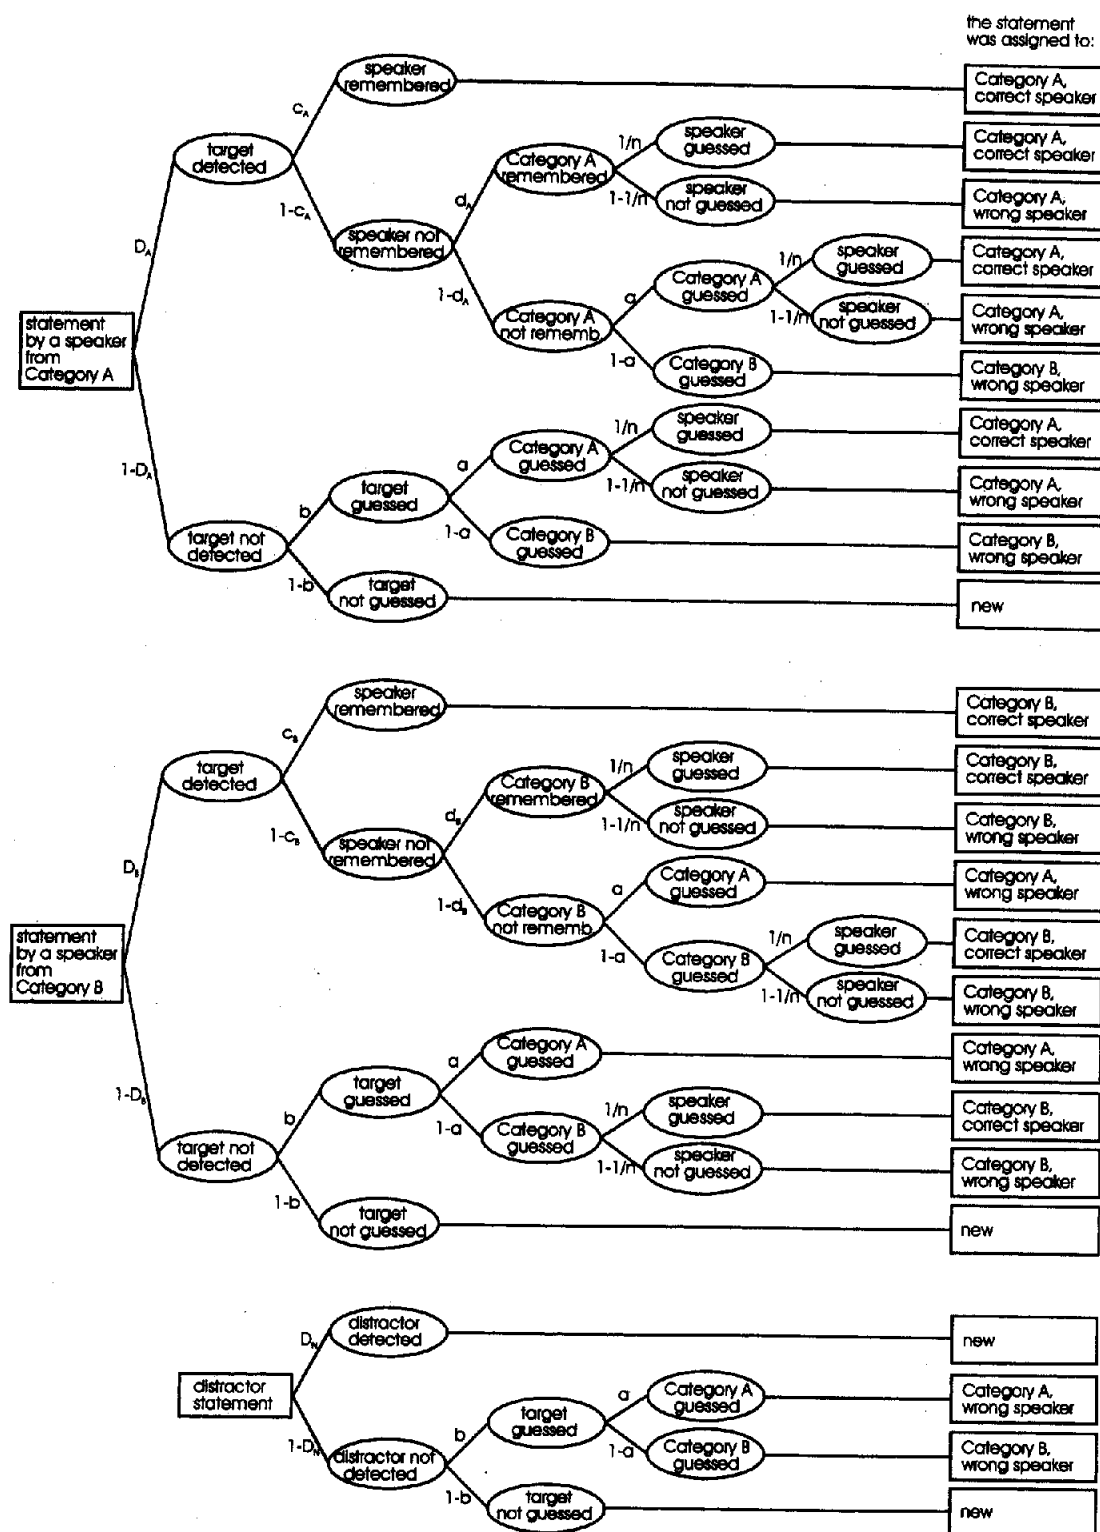 the statement
was assigned to:
speaker
remembered
Category A,
correct speaker
c_A
target
detected
1/n
speaker
guessed
Category A,
correct speaker
Category A
remembered
d_A
1-1/n
speaker
not guessed
Category A,
wrong speaker
1-c_A
speaker not
remembered
D_A
1/n
speaker
guessed
Category A,
correct speaker
1-d_A
Category A
guessed
a
1-1/n
speaker
not guessed
Category A,
wrong speaker
Category A
not rememb.
1-a
Category B
guessed
Category B,
wrong speaker
statement
by a speaker
from
Category A
1/n
speaker
guessed
Category A,
correct speaker
Category A
guessed
a
1-1/n
speaker
not guessed
Category A,
wrong speaker
1-D_A
target
guessed
b
1-a
Category B
guessed
Category B,
wrong speaker
target not
detected
1-b
target
not guessed
new
speaker
remembered
Category B,
correct speaker
c_B
target
detected
1/n
speaker
guessed
Category B,
correct speaker
Category B
remembered
d_B
1-1/n
speaker
not guessed
Category B,
wrong speaker
1-c_B
speaker not
remembered
D_B
a
Category A
guessed
Category A,
wrong speaker
1-d_B
Category B
not rememb.
1-a
1/n
speaker
guessed
Category B,
correct speaker
Category B
guessed
1-1/n
speaker
not guessed
Category B,
wrong speaker
statement
by a speaker
from
Category B
Category A
guessed
a
Category A,
wrong speaker
1-D_B
target
guessed
b
1-a
Category B
guessed
1/n
speaker
guessed
Category B,
correct speaker
1-1/n
speaker
not guessed
Category B,
wrong speaker
target not
detected
1-b
target
not guessed
new
distractor
detected
D_N
new
distractor
statement
1-D_N
distractor not
detected
b
target
guessed
a
Category A
guessed
Category A,
wrong speaker
1-a
Category B
guessed
Category B,
wrong speaker
1-b
target
not guessed
new